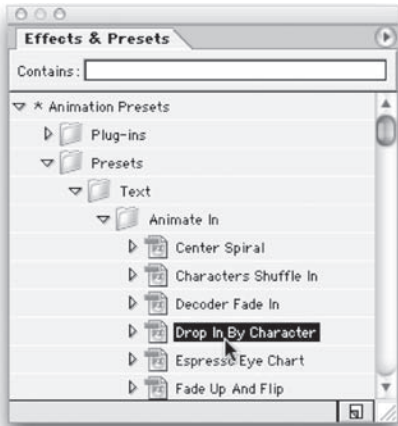 Effects & Presets
Contains:
* Animation Presets
Plug-ins
Presets
Text
Animate In
Center Spiral
Characters Shuffle In
Decoder Fade In
Drop In By Character
Espresso Eye Chart
Fade Up And Flip